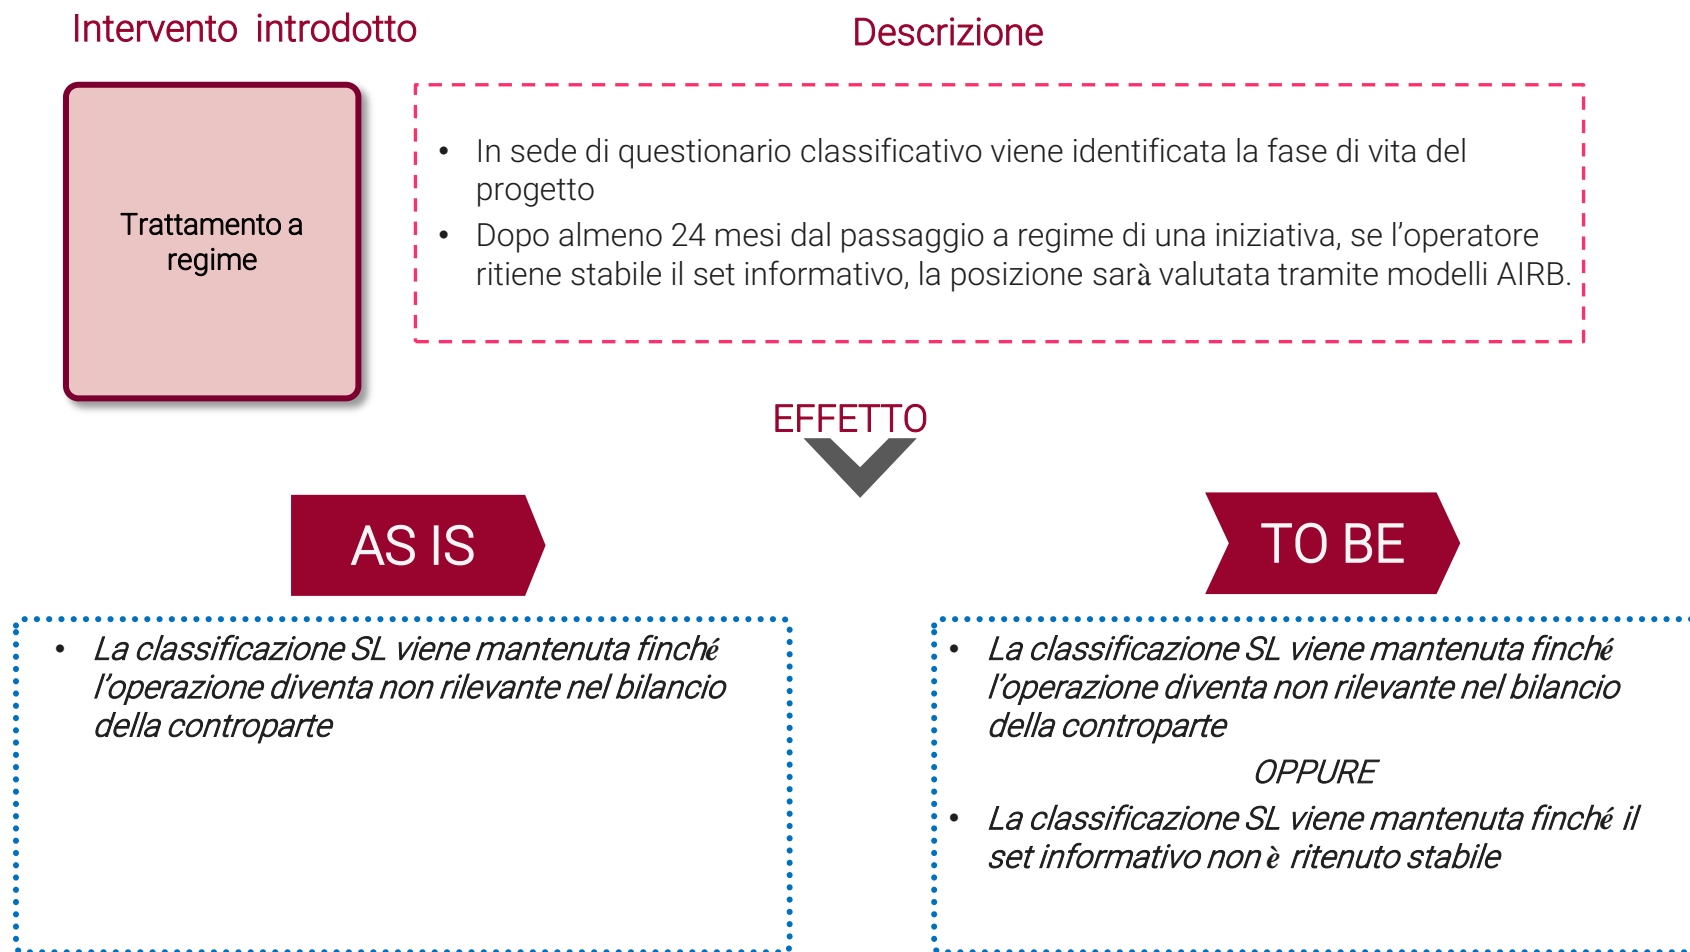 Intervento introdotto
Descrizione
Trattamento a
regime
• In sede di questionario classificativo viene identificata la fase di vita del
progetto
• Dopo almeno 24 mesi dal passaggio a regime di una iniziativa, se l’operatore
ritiene stabile il set informativo, la posizione sarà valutata tramite modelli AIRB.
EFFETTO
AS IS
• La classificazione SL viene mantenuta finché
l’operazione diventa non rilevante nel bilancio
della controparte
TO BE
• La classificazione SL viene mantenuta finché
l’operazione diventa non rilevante nel bilancio
della controparte
OPPURE
• La classificazione SL viene mantenuta finché il
set informativo non è ritenuto stabile